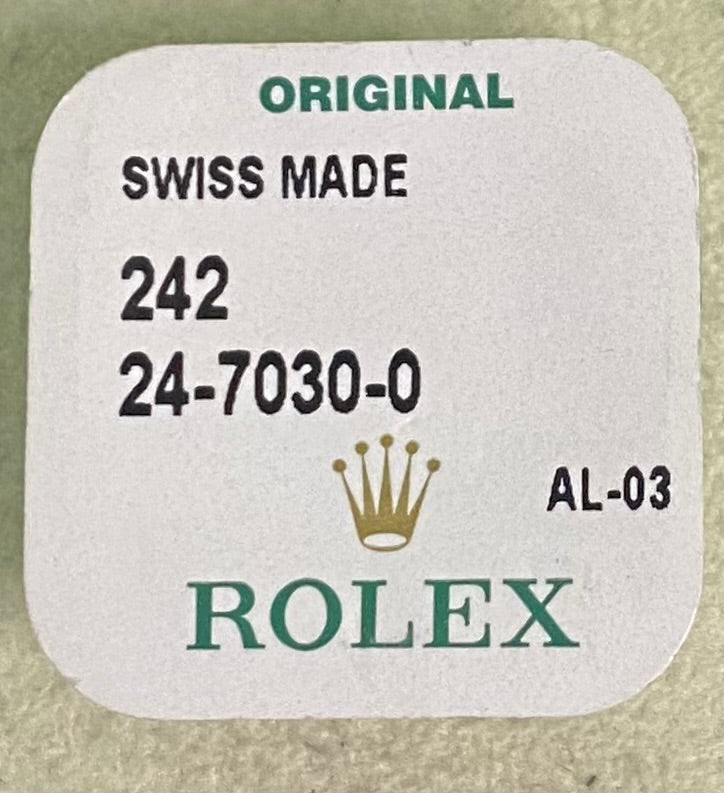 ORIGINAL
SWISS MADE
242
24-7030-0
AL-03
ROLEX